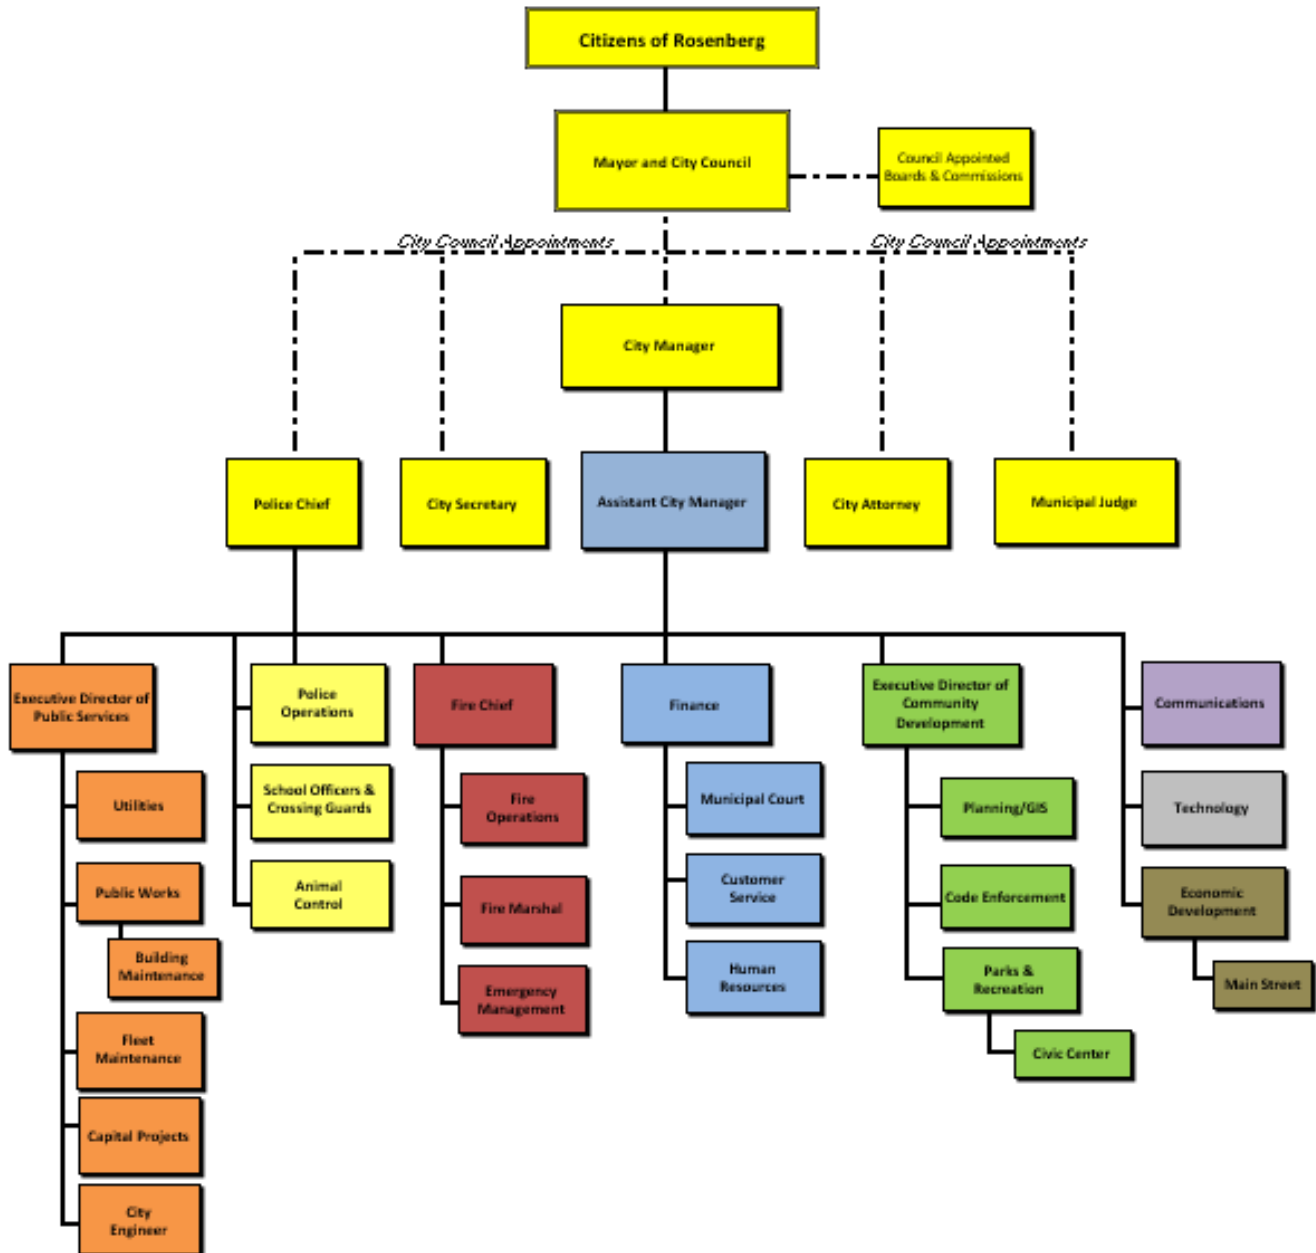 Citizens of Rosenberg
Mayor and City Council
Council Appointed
Boards & Commissions
City Council Appointments
City Council Appointments
City Manager
Police Chief
City Secretary
Assistant City Manager
City Attorney
Municipal Judge
Executive Director of
Public Services
Utilities
Public Works
Building
Maintenance
Fleet
Maintenance
Capital Projects
City
Engineer
Police
Operations
School Officers &
Crossing Guards
Animal
Control
Fire Chief
Fire
Operations
Fire Marshal
Emergency
Management
Finance
Municipal Court
Customer
Service
Human
Resources
Executive Director of
Community
Development
Planning/GIS
Code Enforcement
Parks &
Recreation
Civic Center
Communications
Technology
Economic
Development
Main Street